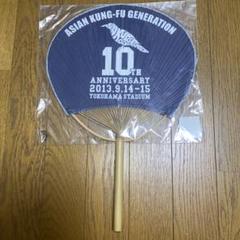 ASIAN KUNG-FU GENERATION
10TH
ANNIVERSARY
2013.9.14-15
YOKOHAMA STADIUM